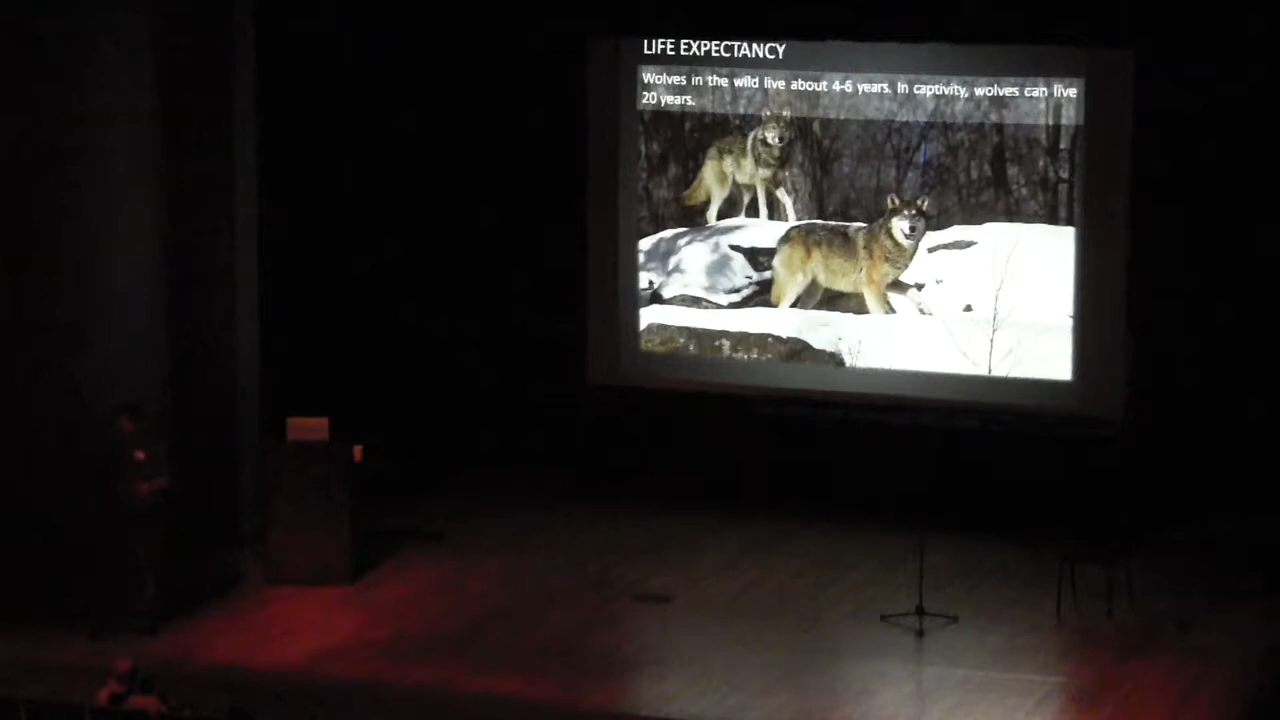 LIFE EXPECTANCY
Wolves in the wild live about 4-6 years. In captivity, wolves can live
20 years.